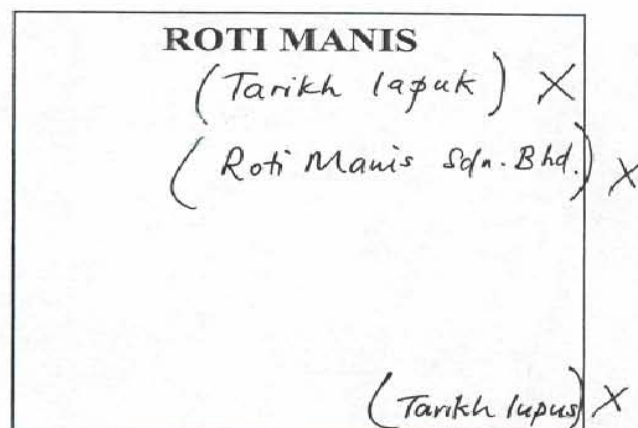 ROTI MANIS
(Tarikh lapuk) X
(Roti Manis Sdn. Bhd.) X
(Tarikh lupus) X